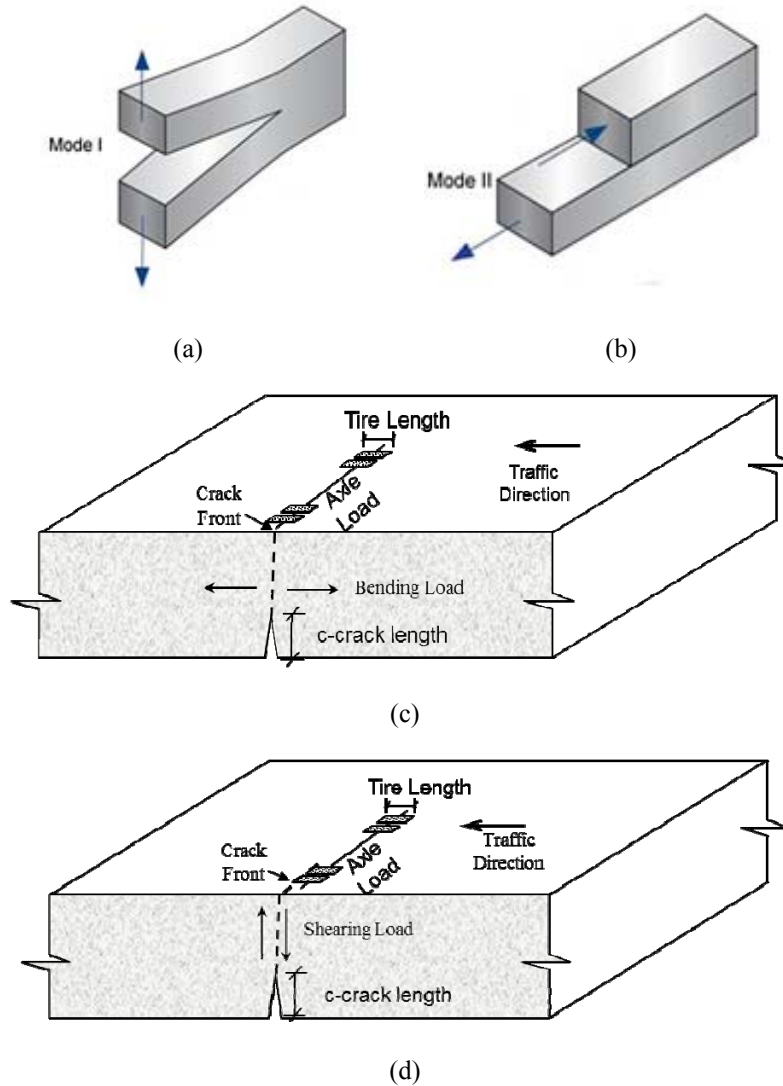 Mode I
Mode II
(a)
(b)
Tire Length
Traffic
Direction
Crack
Front
Axle
Load
Bending Load
c-crack length
(c)
Tire Length
Traffic
Direction
Crack
Front
Axle
Load
Shearing Load
c-crack length
(d)